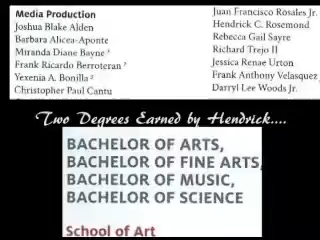 Media Production
Joshua Blake Alden
Barbara Alicea-Aponte
Miranda Diane Bayne ³
Frank Ricardo Berroteran ³
Yexenia A. Bonilla ²
Christopher Paul Cantu
Juan Francisco Rosales Jr.
Hendrick C. Rosemond
Rebecca Gail Sayre
Richard Trejo II
Jessica Renae Urton
Frank Anthony Velasquez
Darryl Lee Woods Jr.
Two Degrees Earned by Hendrick....
BACHELOR OF ARTS,
BACHELOR OF FINE ARTS,
BACHELOR OF MUSIC,
BACHELOR OF SCIENCE
School of Art